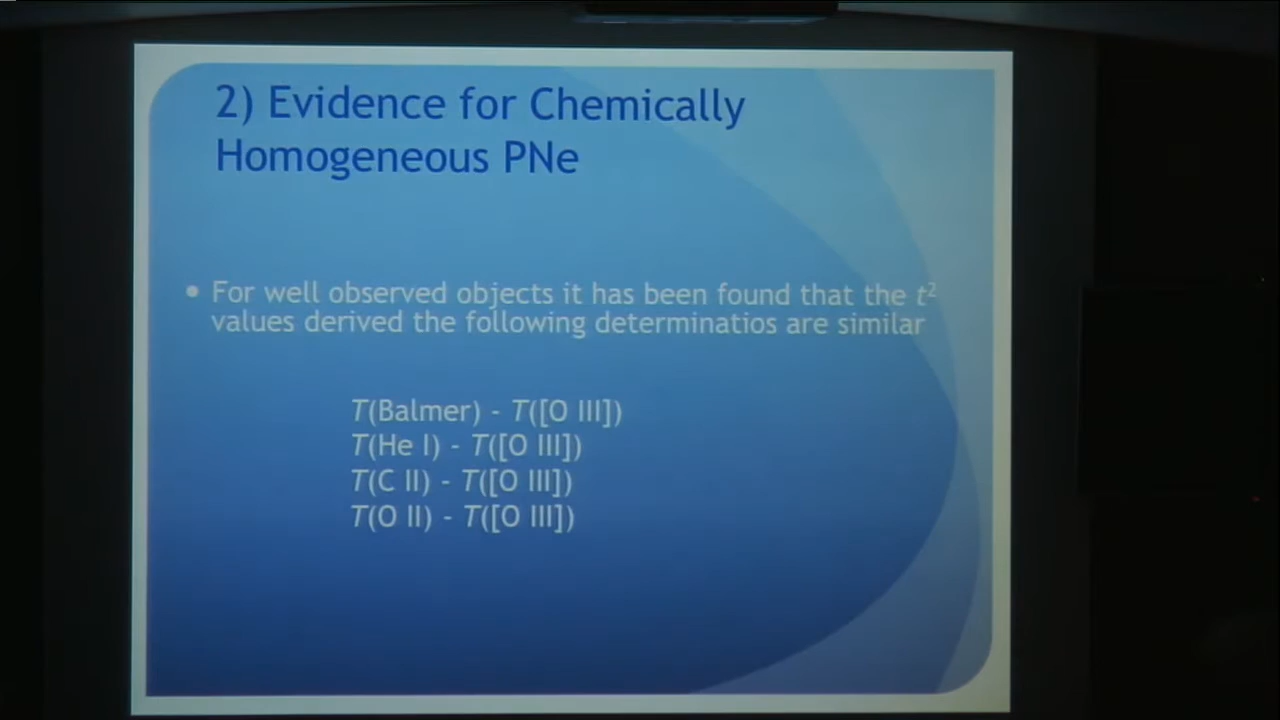 2) Evidence for Chemically
Homogeneous PNe
• For well observed objects it has been found that the t²
values derived the following determinatios are similar
T(Balmer) - T([O III])
T(He I) - T([O III])
T(C II) - T([O III])
T(O II) - T([O III])